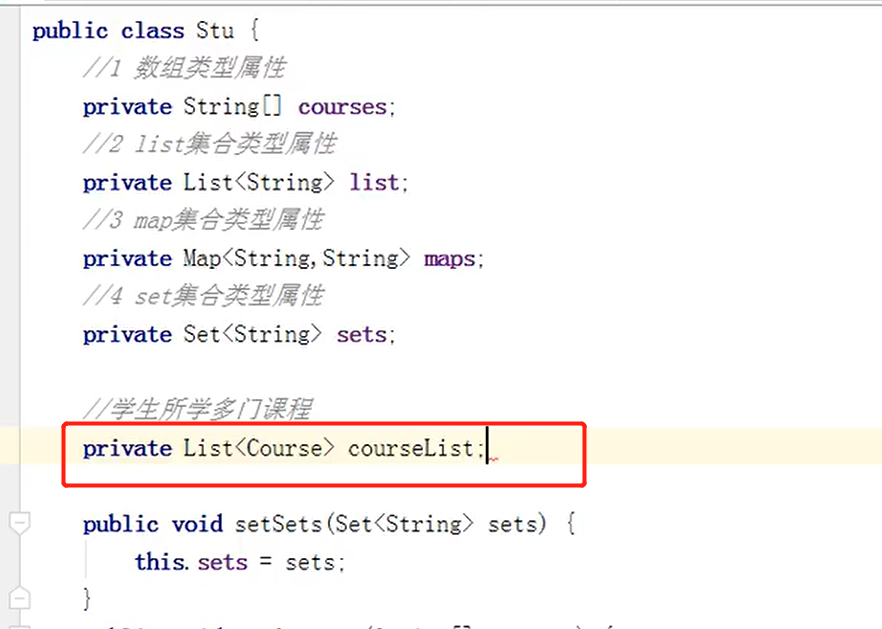 public class Stu {
//1 数组类型属性
private String[] courses;
//2 list集合类型属性
private List<String> list;
//3 map集合类型属性
private Map<String,String> maps;
//4 set集合类型属性
private Set<String> sets;
//学生所学多门课程
private List<Course> courseList;
public void setSets(Set<String> sets) {
this.sets = sets;
}